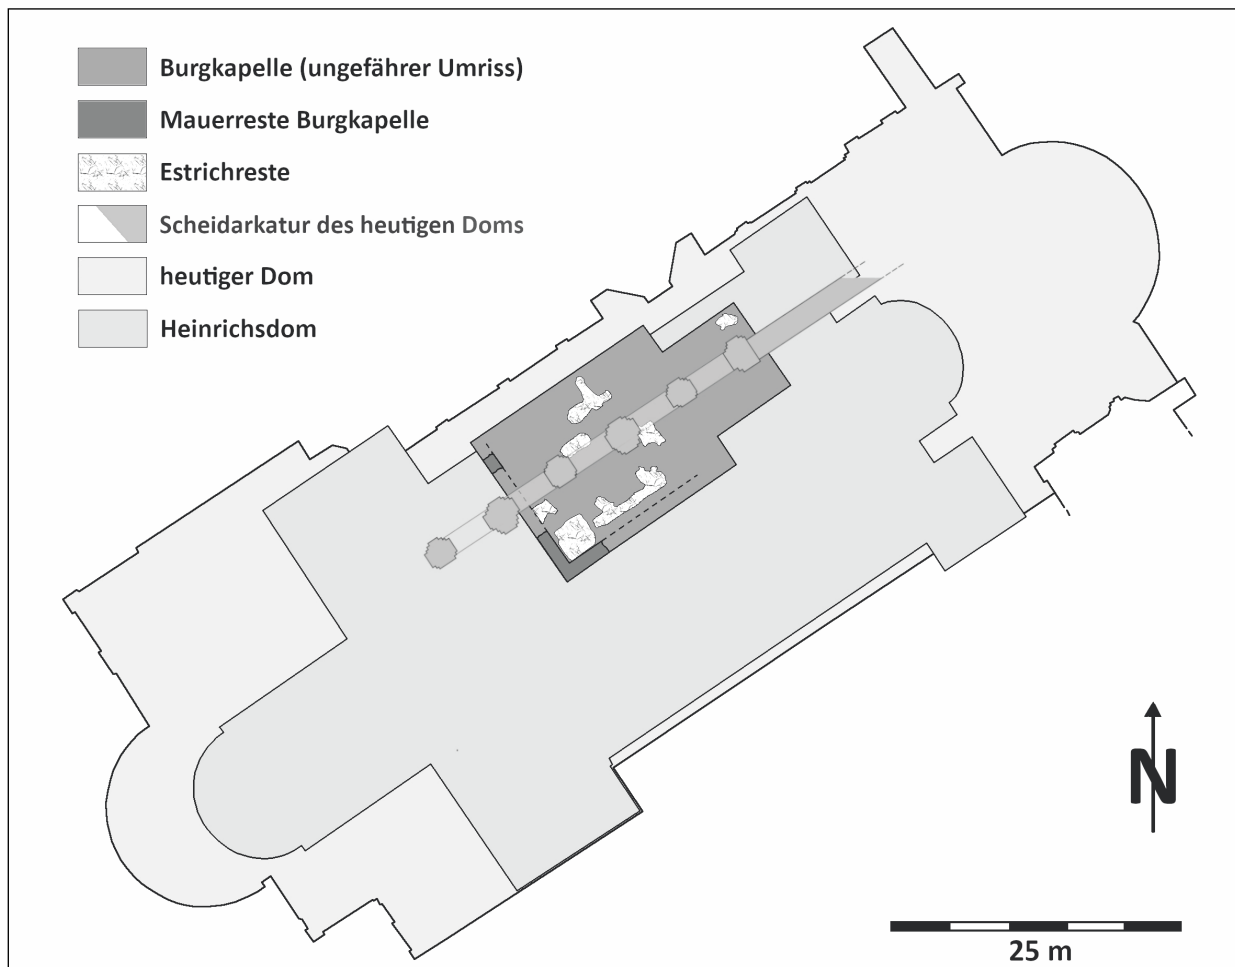 Burgkapelle (ungefährer Umriss)
Mauerreste Burgkapelle
Estrichreste
Scheidarkatur des heutigen Doms
heutiger Dom
Heinrichsdom
N
25 m